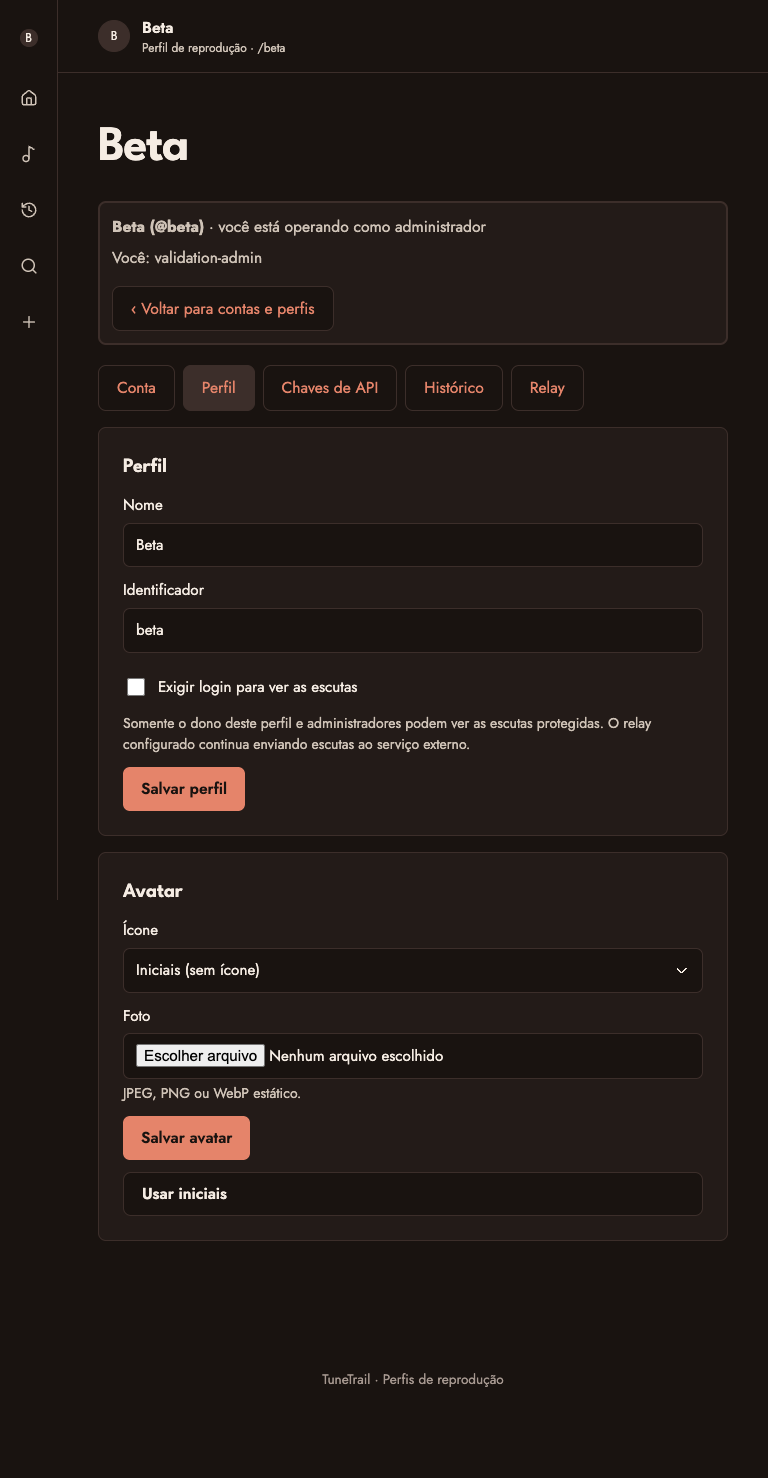 B
B
Beta
Perfil de reprodução · /beta
Beta
Beta (@beta) · você está operando como administrador
Você: validation-admin
‹ Voltar para contas e perfis
Conta
Perfil
Chaves de API
Histórico
Relay
Perfil
Nome
Beta
Identificador
beta
Exigir login para ver as escutas
Somente o dono deste perfil e administradores podem ver as escutas protegidas. O relay
configurado continua enviando escutas ao serviço externo.
Salvar perfil
Avatar
Ícone
Iniciais (sem ícone)
Foto
Escolher arquivo Nenhum arquivo escolhido
JPEG, PNG ou WebP estático.
Salvar avatar
Usar iniciais
TuneTrail · Perfis de reprodução